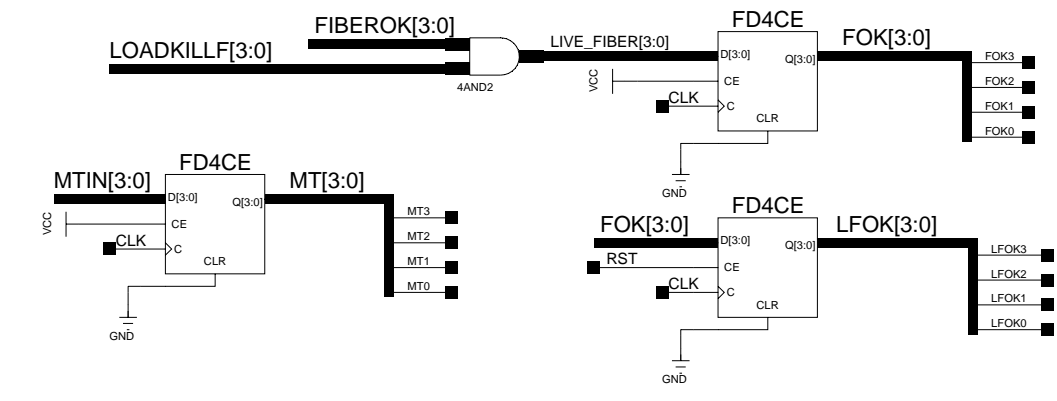 FIBEROK[3:0]
LOADKILLF[3:0]
4AND2
LIVE_FIBER[3:0]
FD4CE
D[3:0]
Q[3:0]
VCC
CE
CLK
C
CLR
GND
FOK[3:0]
FOK3
FOK2
FOK1
FOK0
FD4CE
MTIN[3:0]
D[3:0]
Q[3:0]
MT[3:0]
VCC
CE
CLK
C
CLR
GND
MT3
MT2
MT1
MT0
FD4CE
FOK[3:0]
D[3:0]
Q[3:0]
LFOK[3:0]
RST
CE
CLK
C
CLR
GND
LFOK3
LFOK2
LFOK1
LFOK0